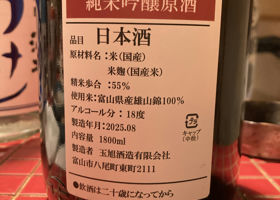 純米吟醸原酒
品目 日本酒
原材料名:米(国産)
米麹(国産米)
精米歩合:55%
使用米:富山県産雄山錦100%
アルコール分:18度
製造年月:2025.08
内容量:1800ml
製造者 玉旭酒造有限会社
富山市八尾町東町2111
キャップ
(中栓)
●飲酒は二十歳になってから